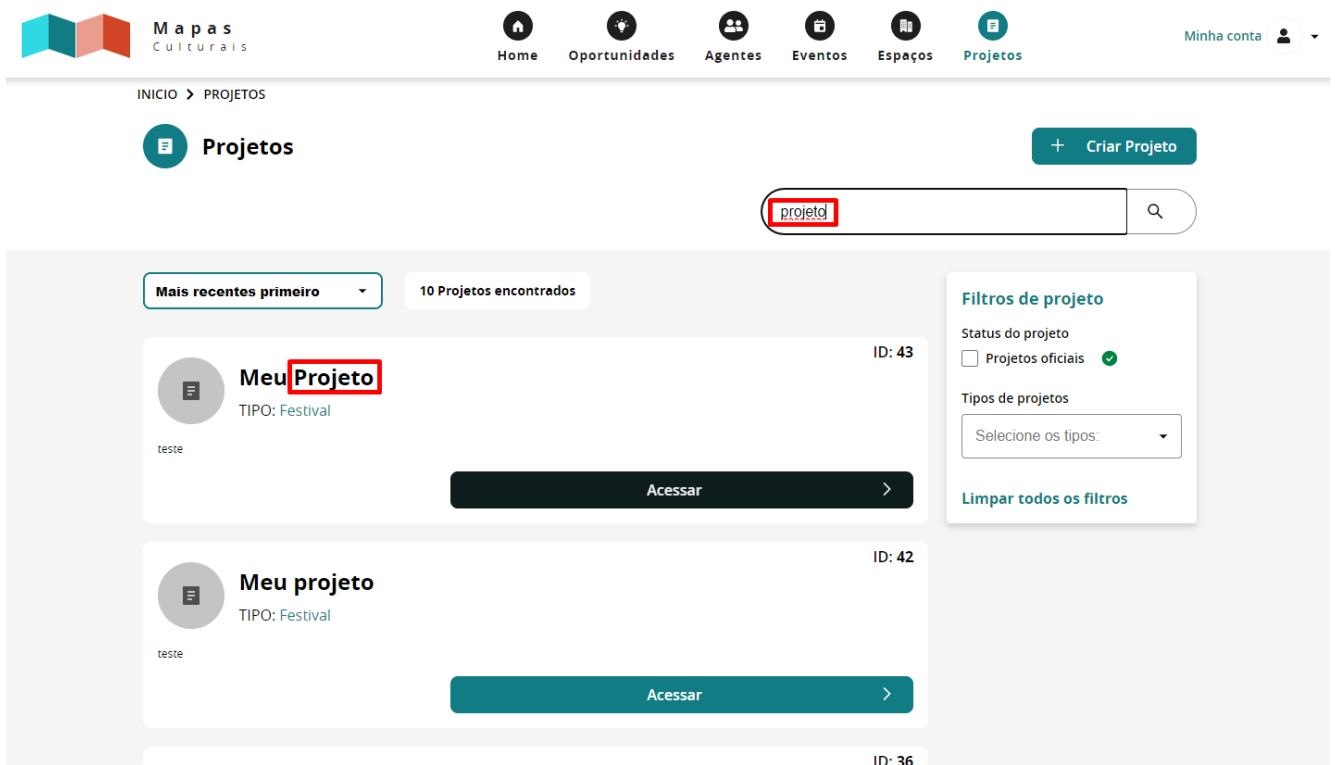 Mapas
Culturais
Home
Oportunidades
Agentes
Eventos
Espaços
Projetos
Minha conta
INICIO > PROJETOS
Projetos
+ Criar Projeto
projeto
Mais recentes primeiro
10 Projetos encontrados
ID: 43
Meu Projeto
TIPO: Festival
teste
Acessar
ID: 42
Meu projeto
TIPO: Festival
teste
Acessar
ID: 36
Filtros de projeto
Status do projeto
Projetos oficiais
Tipos de projetos
Selecione os tipos:
Limpar todos os filtros